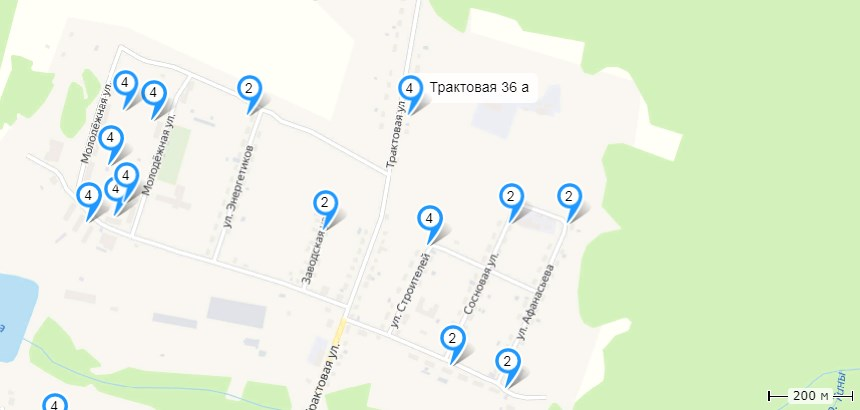 4
4
2
4
Трактовая 36 а
Молодёжная ул.
Молодёжная ул.
Трактовая ул
4
4
4
4
ул. Энергетиков
2
Заводская
4
2
2
ул. Строителей
Сосновая ул.
ул. Афанасьева
2
2
Трактовая ул.
4
а
200 м